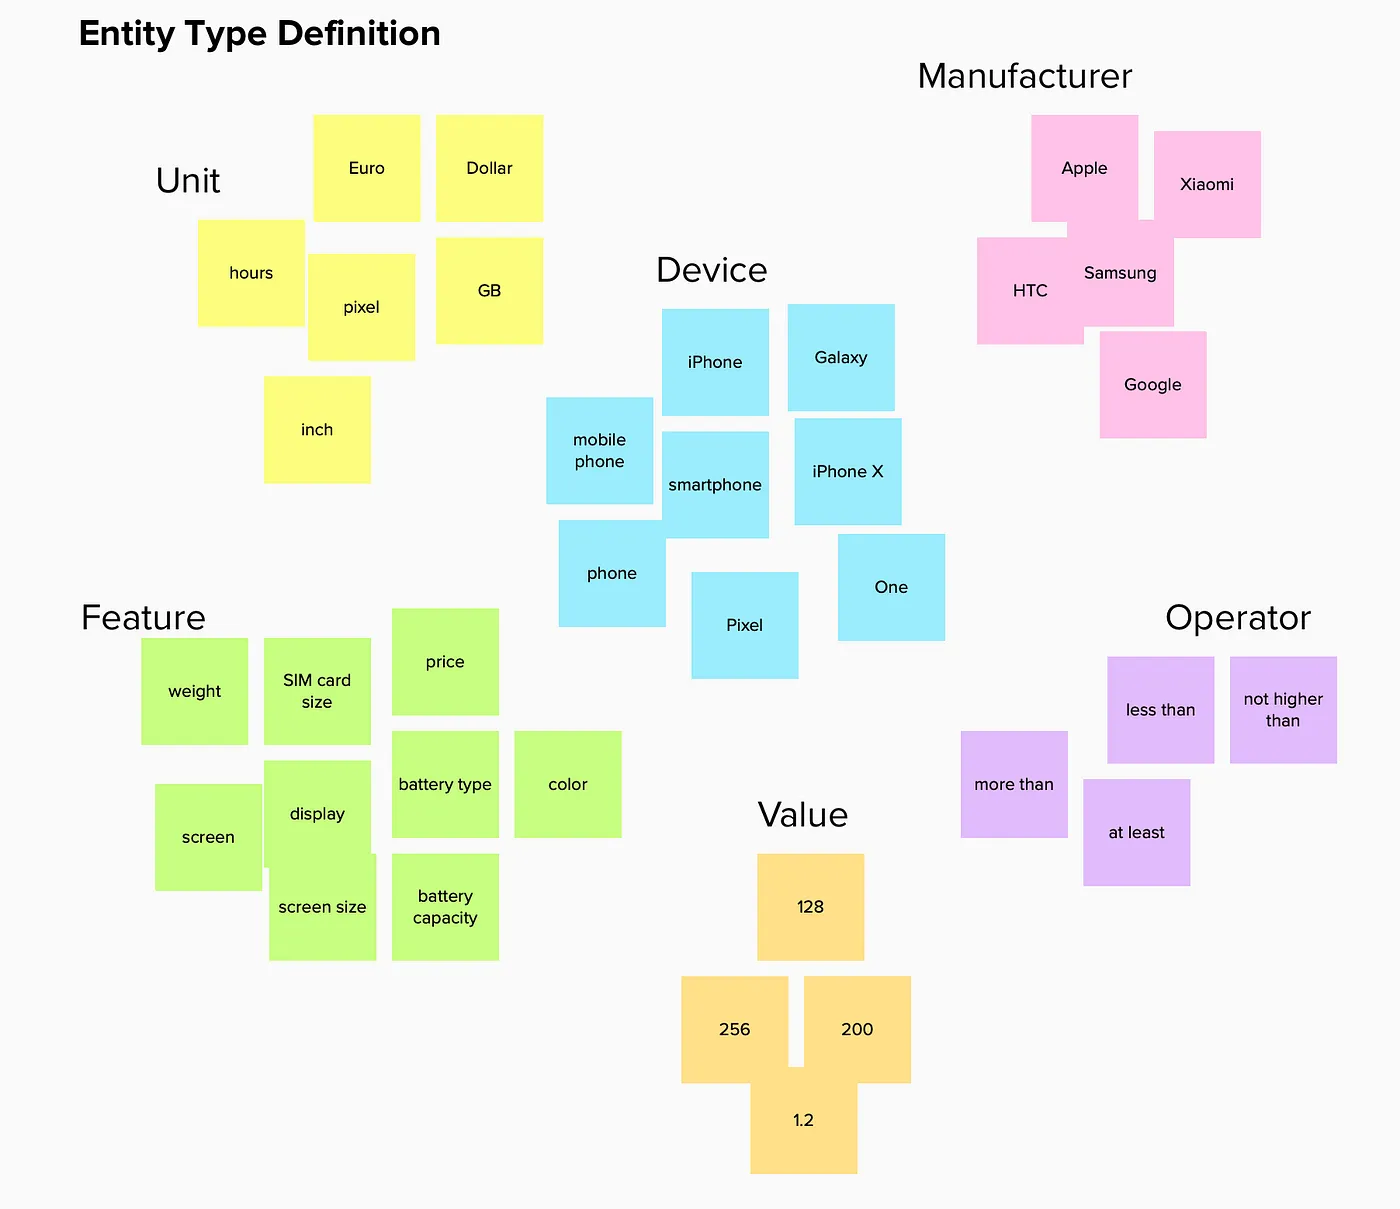 Entity Type Definition
Manufacturer
Apple
Xiaomi
HTC
Samsung
Google
Unit
Euro
Dollar
hours
pixel
GB
inch
Device
iPhone
Galaxy
mobile
phone
smartphone
iPhone X
phone
Pixel
One
Feature
weight
SIM card
size
price
battery type
color
screen
display
screen size
battery
capacity
Operator
less than
not higher
than
more than
at least
Value
128
256
200
1.2